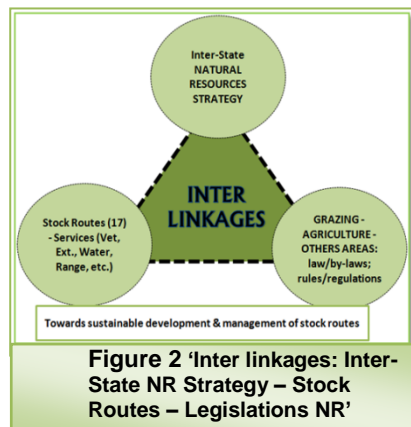 Inter-State
NATURAL
RESOURCES
STRATEGY
INTER
LINKAGES
Stock Routes (17)
- Services (Vet,
Ext., Water,
Range, etc.)
GRAZING -
AGRICULTURE -
OTHERS AREAS:
law/by-laws;
rules/regulations
Towards sustainable development & management of stock routes
Figure 2 ‘Inter linkages: Inter-
State NR Strategy – Stock
Routes – Legislations NR’